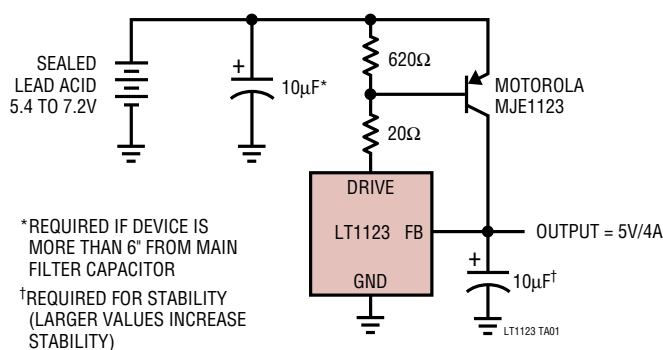 SEALED
LEAD ACID
5.4 TO 7.2V
+
10µF*
620Ω
MOTOROLA
MJE1123
20Ω
DRIVE
LT1123 FB
GND
OUTPUT = 5V/4A
+
10µF†
*REQUIRED IF DEVICE IS
MORE THAN 6" FROM MAIN
FILTER CAPACITOR
†REQUIRED FOR STABILITY
(LARGER VALUES INCREASE
STABILITY)
LT1123 TA01